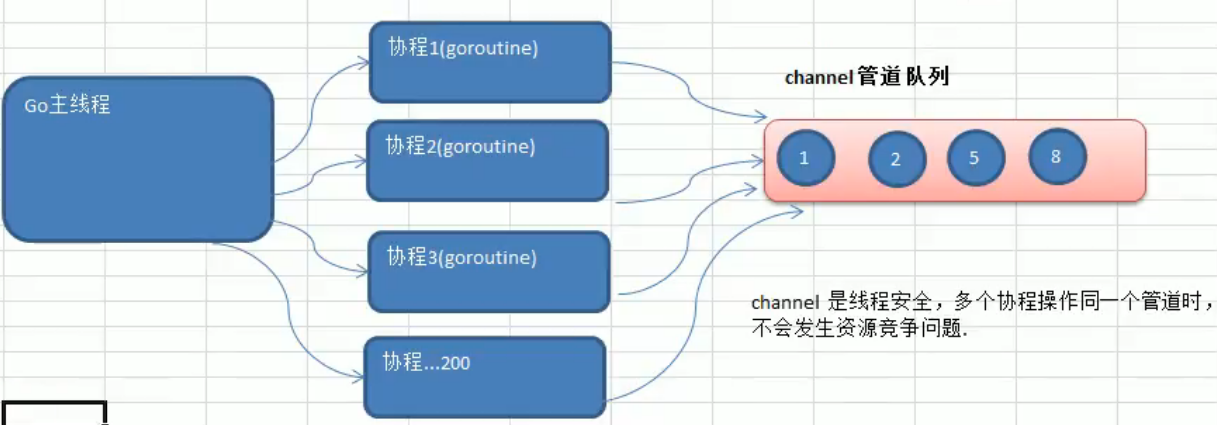 Go主线程
协程1(goroutine)
协程2(goroutine)
协程3(goroutine)
协程...200
channel管道队列
1 2 5 8
channel 是线程安全，多个协程操作同一个管道时，
不会发生资源竞争问题.